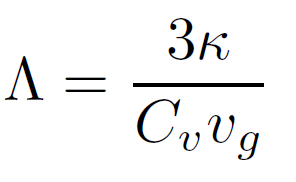 Λ = 3κ / C_v v_g